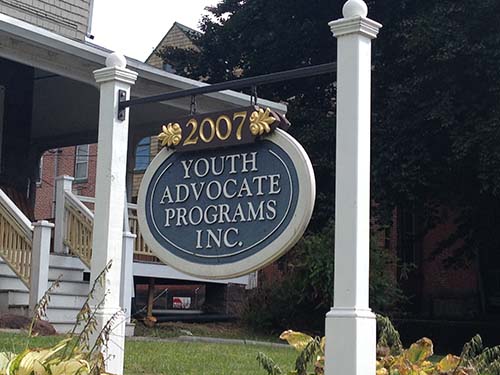 2007
YOUTH
ADVOCATE
PROGRAMS
INC.